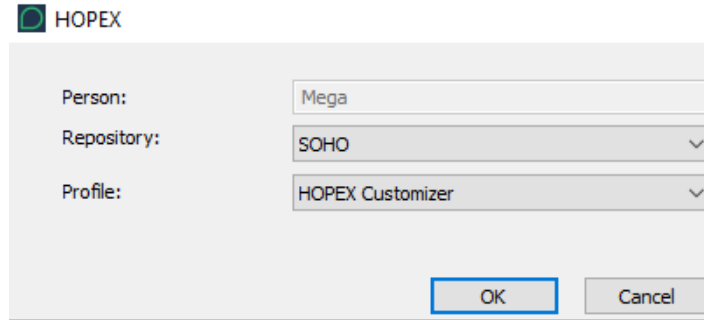 HOPEX
Person: Mega
Repository: SOHO
Profile: HOPEX Customizer
OK Cancel